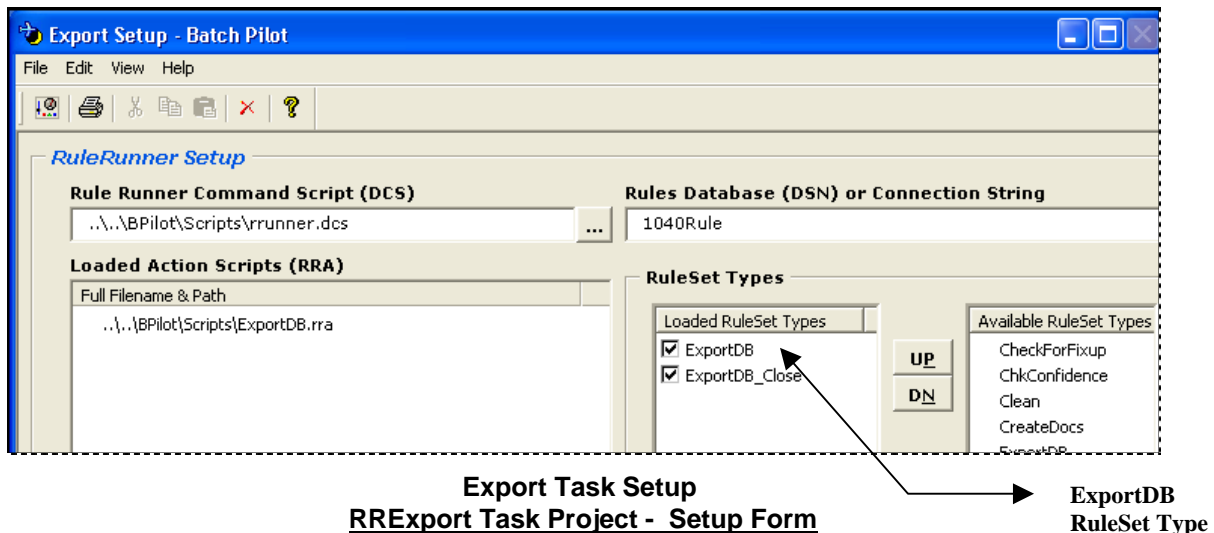 Export Setup - Batch Pilot
File Edit View Help
RuleRunner Setup
Rule Runner Command Script (DCS)
..\..\BPilot\Scripts\rrunner.dcs
...
Rules Database (DSN) or Connection String
1040Rule
Loaded Action Scripts (RRA)
Full Filename & Path
..\..\BPilot\Scripts\ExportDB.rra
RuleSet Types
Loaded RuleSet Types
ExportDB
ExportDB_Close
UP
DN
Available RuleSet Types
CheckForFixup
ChkConfidence
Clean
CreateDocs
ExportDB
Export Task Setup
RRExport Task Project - Setup Form
ExportDB
RuleSet Type